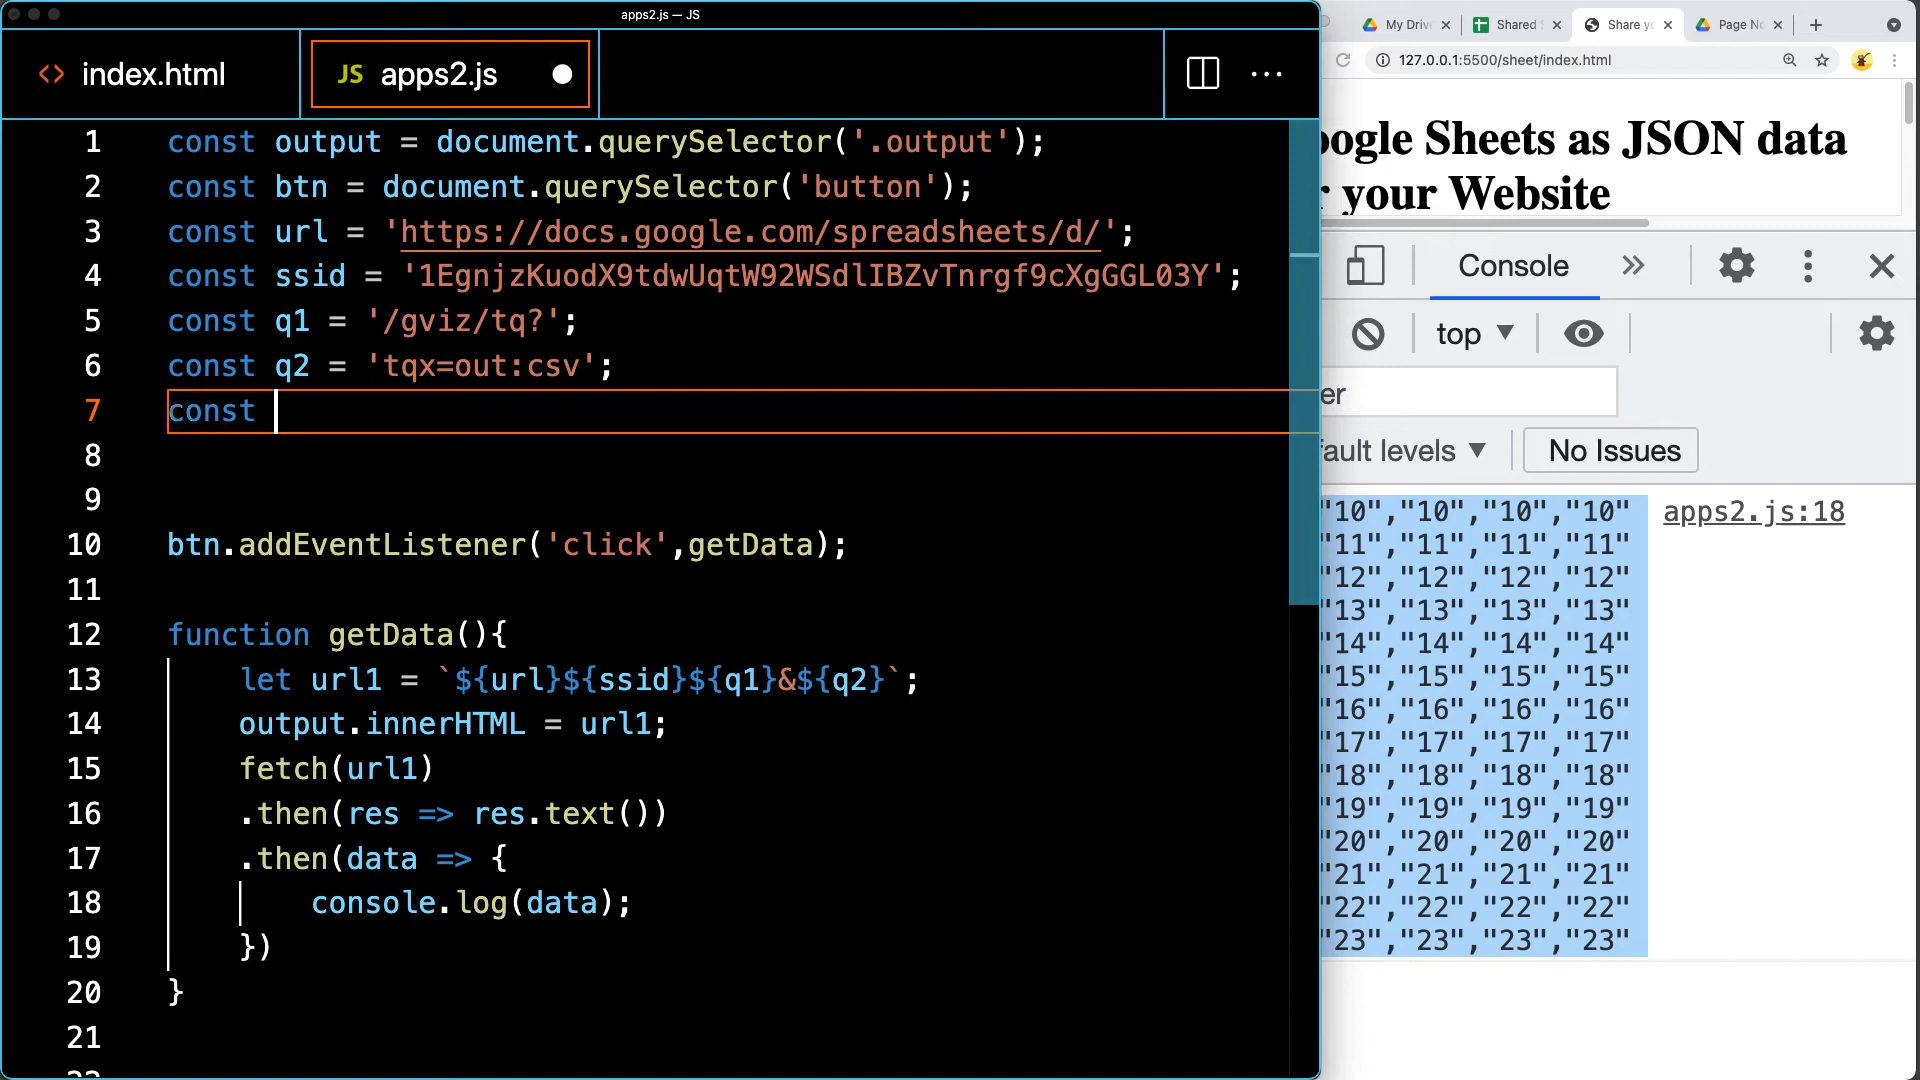 apps2.js — JS
<> index.html
JS apps2.js
1 const output = document.querySelector('.output');
2 const btn = document.querySelector('button');
3 const url = 'https://docs.google.com/spreadsheets/d/';
4 const ssid = '1EgnjzKuodX9tdwUqtW92WSdlIBZvTnrgf9cXgGGL03Y';
5 const q1 = '/gviz/tq?';
6 const q2 = 'tqx=out:csv';
7 const
8
9
10 btn.addEventListener('click',getData);
11
12 function getData(){
13 let url1 = `${url}${ssid}${q1}&${q2}`;
14 output.innerHTML = url1;
15 fetch(url1)
16 .then(res => res.text())
17 .then(data => {
18 console.log(data);
19 })
20 }
21
My Driv
Shared
Share y
Page No
127.0.0.1:5500/sheet/index.html
oogle Sheets as JSON data
r your Website
Console
top
er
fault levels
No Issues
"10","10","10","10"
apps2.js:18
"11","11","11","11"
"12","12","12","12"
"13","13","13","13"
"14","14","14","14"
"15","15","15","15"
"16","16","16","16"
"17","17","17","17"
"18","18","18","18"
"19","19","19","19"
"20","20","20","20"
"21","21","21","21"
"22","22","22","22"
"23","23","23","23"